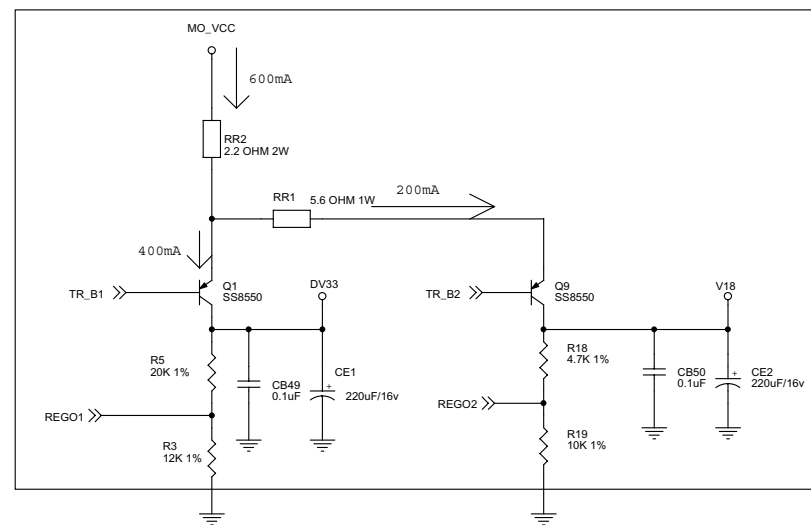 MO_VCC
600mA
RR2
2.2 OHM 2W
RR1
5.6 OHM 1W
200mA
400mA
TR_B1
Q1
SS8550
DV33
TR_B2
Q9
SS8550
V18
R5
20K 1%
CB49
0.1uF
CE1
+
220uF/16v
R18
4.7K 1%
CB50
0.1uF
CE2
+
220uF/16v
REGO1
REGO2
R3
12K 1%
R19
10K 1%